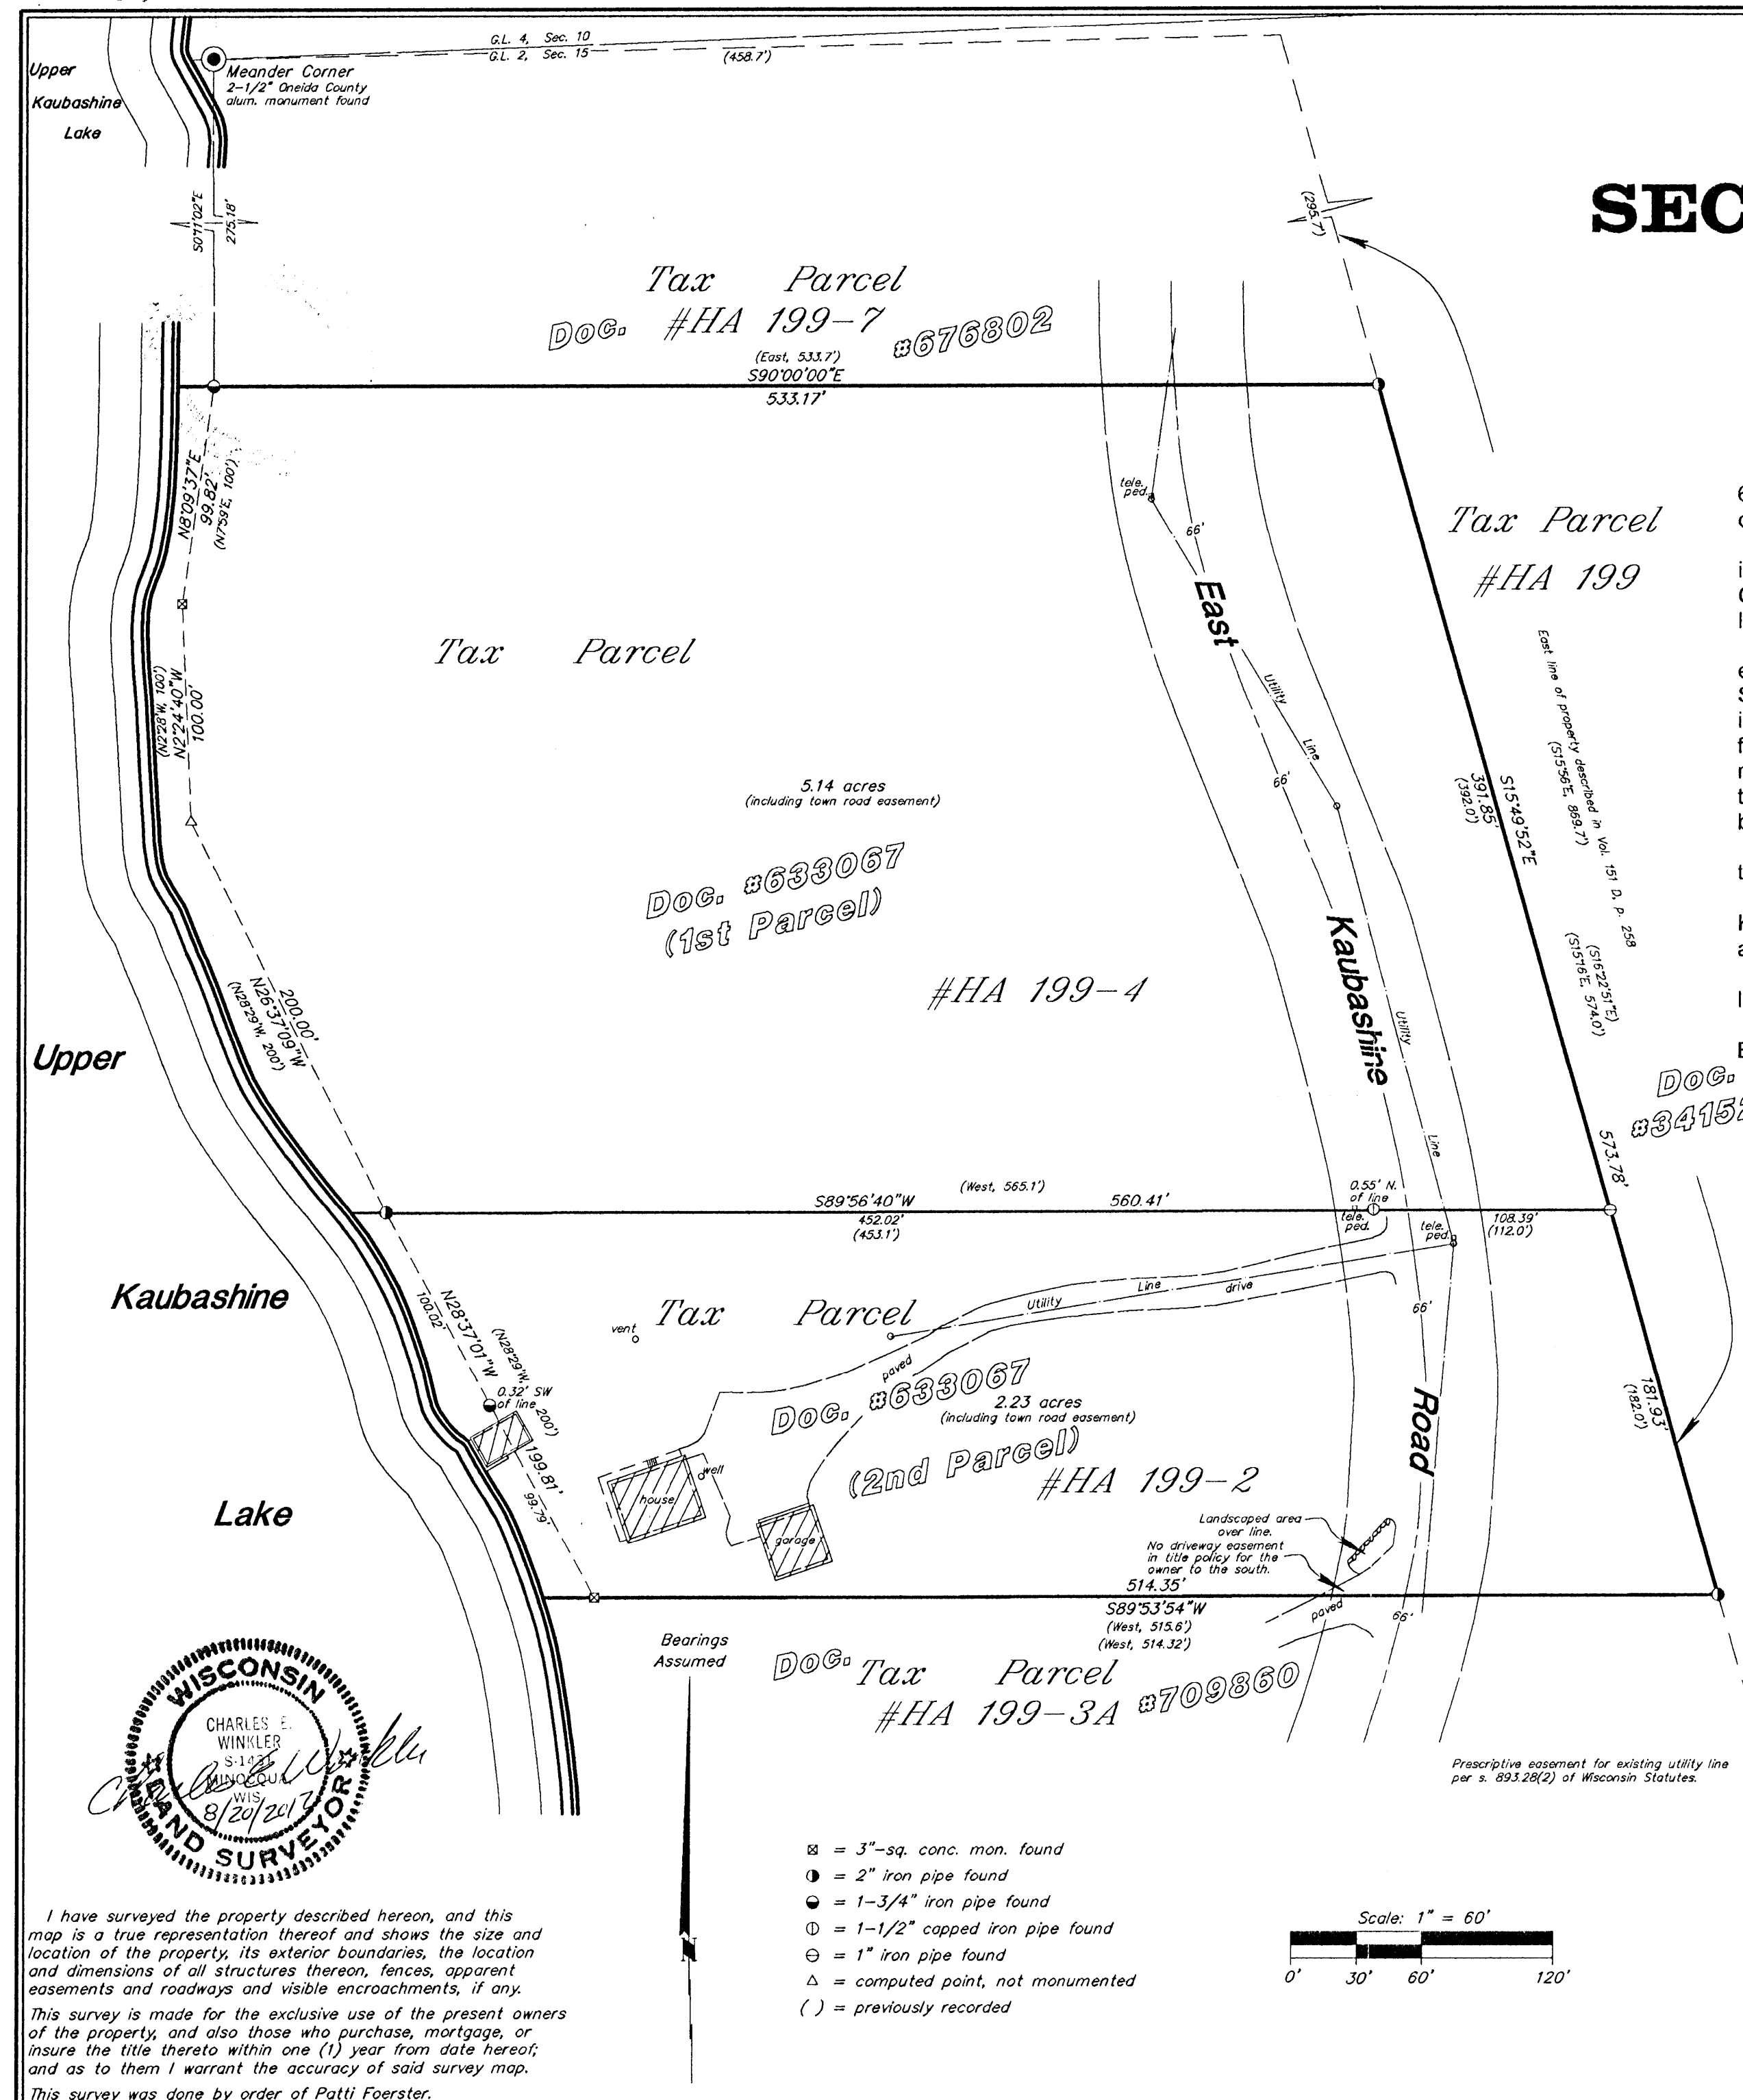 G.L. 4, Sec. 10
G.L. 2, Sec. 15
(458.7')
Upper
Kaubashine
Lake
Meander Corner
2-1/2" Oneida County
alum. monument found
S0°11'02"E
275.18'
(295.7')
SEC
Tax Parcel
#HA 199-7
Doc. #676802
(East, 533.7')
S90°00'00"E
533.17'
N8°09'37"E
99.82'
(N7°59'E, 100')
tele.
ped.
66'
East
Tax Parcel
#HA 199
Tax Parcel
(N2°28'W, 100')
N2°24'40"W
100.00'
Utility
Line
66'
East line of property described in Vol. 151 D, P. 258
(S15°56'E, 869.7')
S15°49'52"E
391.85'
(392.0')
5.14 acres
(including town road easement)
Doc. #633067
(1st Parcel)
#HA 199-4
200.00'
N26°37'09"W
(N28°29'W, 200')
Kaubashine
Utility
Line
(S16°22'51"E)
(S15°16'E, 574.0')
Upper
Doc.
573.78'
S89°56'40"W
(West, 565.1')
560.41'
452.02'
(453.1')
0.55' N.
of line
tele.
ped.
tele.
ped.
108.39'
(112.0')
Kaubashine
N28°37'01"W
100.02'
(N28°29'W, 200')
0.32' SW
of line
199.81'
99.79'
vent
Tax Parcel
Utility Line
drive
paved
66'
Doc. #633067
2.23 acres
(including town road easement)
(2nd Parcel)
#HA 199-2
Road
181.93'
(182.0')
well
house
garage
Lake
Landscaped area
over line.
No driveway easement
in title policy for the
owner to the south.
514.35'
S89°53'54"W
(West, 515.6')
(West, 514.32')
paved
66'
Bearings
Assumed
N
Doc. #709860
Tax Parcel
#HA 199-3A
Prescriptive easement for existing utility line
per s. 893.28(2) of Wisconsin Statutes.
WISCONSIN
CHARLES E.
WINKLER
S-1431
MINOCQUA,
WIS.
LAND SURVEYOR
Charles E Winkler
☒ = 3"-sq. conc. mon. found
◑ = 2" iron pipe found
◒ = 1-3/4" iron pipe found
⦶ = 1-1/2" capped iron pipe found
⊖ = 1" iron pipe found
△ = computed point, not monumented
( ) = previously recorded
Scale: 1" = 60'
0' 30' 60' 120'
I have surveyed the property described hereon, and this
map is a true representation thereof and shows the size and
location of the property, its exterior boundaries, the location
and dimensions of all structures thereon, fences, apparent
easements and roadways and visible encroachments, if any.
This survey is made for the exclusive use of the present owners
of the property, and also those who purchase, mortgage, or
insure the title thereto within one (1) year from date hereof;
and as to them I warrant the accuracy of said survey map.
This survey was done by order of Patti Foerster.